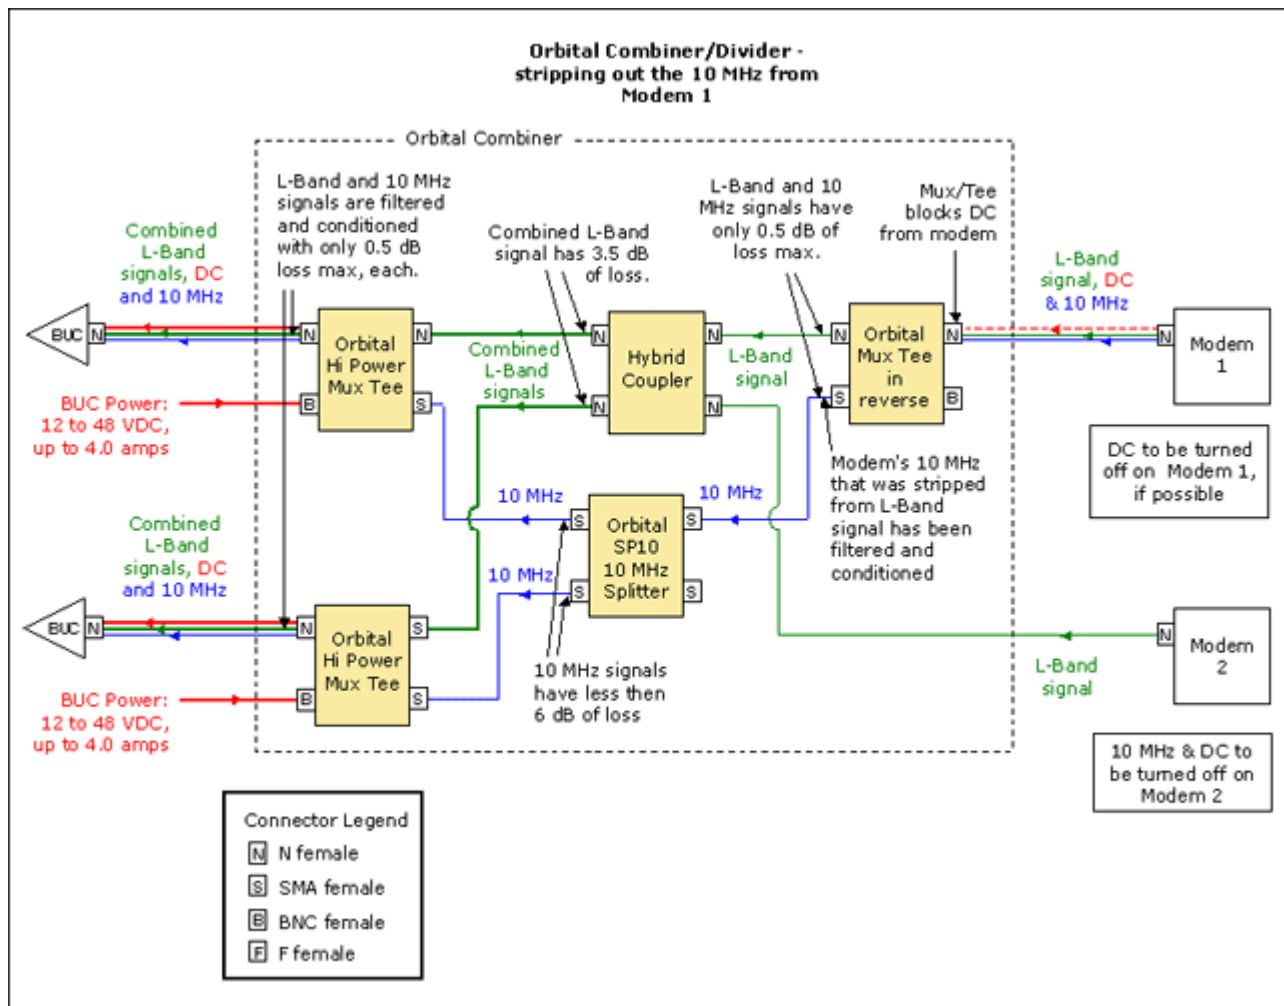 Orbital Combiner/Divider -
stripping out the 10 MHz from
Modem 1
Orbital Combiner
L-Band and 10 MHz
signals are filtered
and conditioned
with only 0.5 dB
loss max, each.
Combined L-Band
signal has 3.5 dB
of loss.
L-Band and 10
MHz signals have
only 0.5 dB of
loss max.
Mux/Tee
blocks DC
from modem
Combined
L-Band
signals, DC
and 10 MHz
L-Band
signal, DC
& 10 MHz
BUC
N
N
Orbital
Hi Power
Mux Tee
N
B
S
Combined
L-Band
signals
N
N
Hybrid
Coupler
N
N
L-Band
signal
N
S
Orbital
Mux Tee
in
reverse
N
B
N
Modem
1
BUC Power:
12 to 48 VDC,
up to 4.0 amps
DC to be turned
off on Modem 1,
if possible
Modem's 10 MHz
that was stripped
from L-Band
signal has been
filtered and
conditioned
10 MHz
10 MHz
10 MHz
S
S
Orbital
SP10
10 MHz
Splitter
S
S
Combined
L-Band
signals, DC
and 10 MHz
BUC
N
N
Orbital
Hi Power
Mux Tee
S
B
S
10 MHz signals
have less then
6 dB of loss
BUC Power:
12 to 48 VDC,
up to 4.0 amps
L-Band
signal
N
Modem
2
10 MHz & DC to
be turned off on
Modem 2
Connector Legend
N N female
S SMA female
B BNC female
F F female